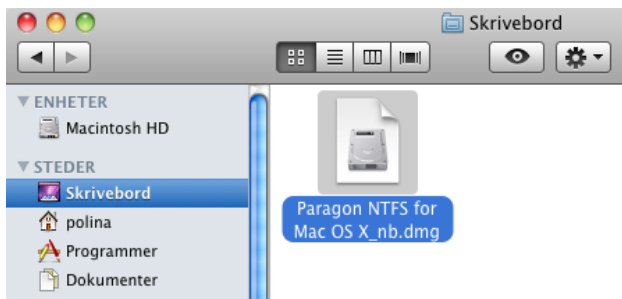 Skrivebord
ENHETER
Macintosh HD
STEDER
Skrivebord
polina
Programmer
Dokumenter
Paragon NTFS for
Mac OS X_nb.dmg